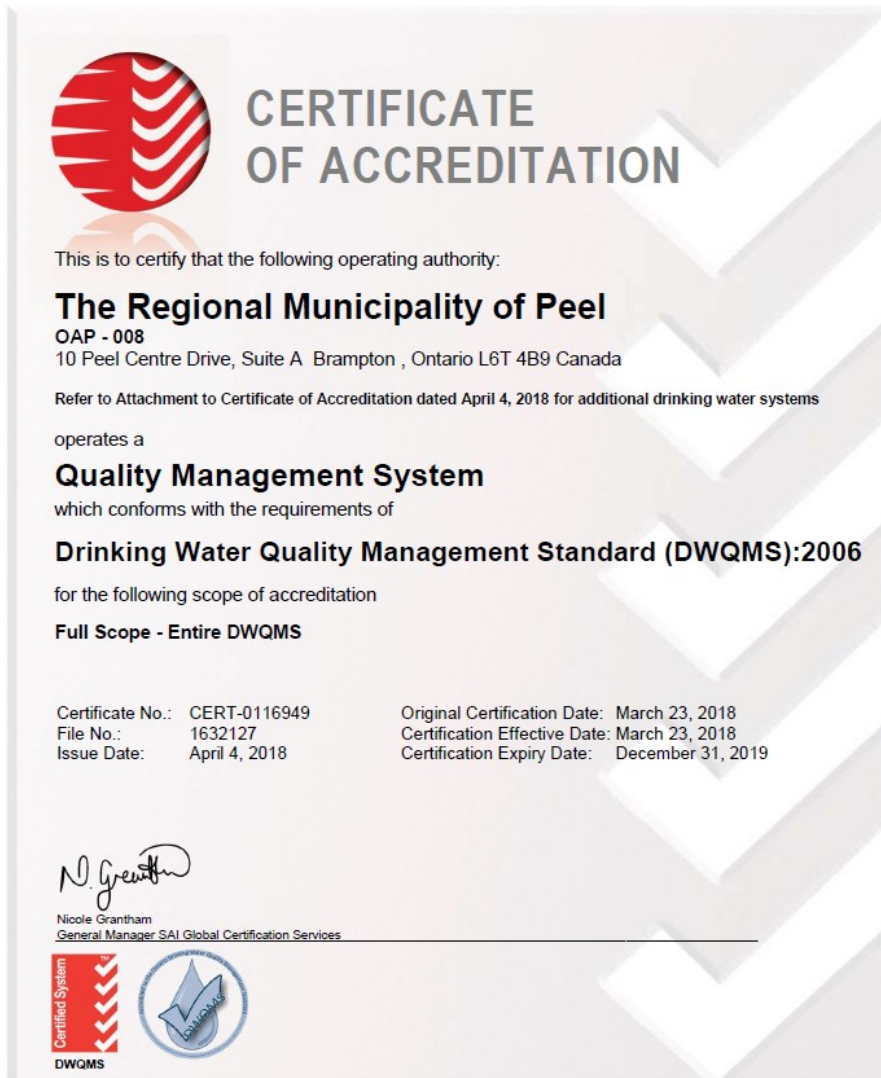 CERTIFICATE
OF ACCREDITATION
This is to certify that the following operating authority:
The Regional Municipality of Peel
OAP - 008
10 Peel Centre Drive, Suite A Brampton , Ontario L6T 4B9 Canada
Refer to Attachment to Certificate of Accreditation dated April 4, 2018 for additional drinking water systems
operates a
Quality Management System
which conforms with the requirements of
Drinking Water Quality Management Standard (DWQMS):2006
for the following scope of accreditation
Full Scope - Entire DWQMS
Certificate No.: CERT-0116949 Original Certification Date: March 23, 2018
File No.: 1632127 Certification Effective Date: March 23, 2018
Issue Date: April 4, 2018 Certification Expiry Date: December 31, 2019
N. Grantham
Nicole Grantham
General Manager SAI Global Certification Services
Certified System
TM
DWQMS
DWQMS